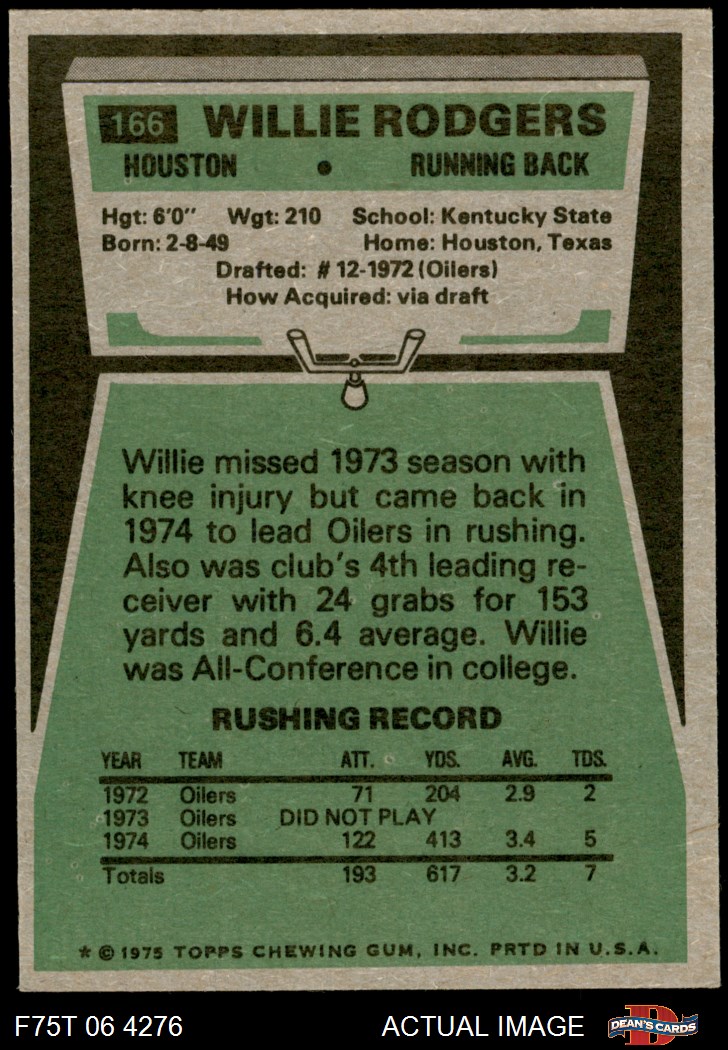 166 WILLIE RODGERS
HOUSTON • RUNNING BACK
Hgt: 6'0" Wgt: 210 School: Kentucky State
Born: 2-8-49 Home: Houston, Texas
Drafted: # 12-1972 (Oilers)
How Acquired: via draft
Willie missed 1973 season with
knee injury but came back in
1974 to lead Oilers in rushing.
Also was club's 4th leading re-
ceiver with 24 grabs for 153
yards and 6.4 average. Willie
was All-Conference in college.
RUSHING RECORD
YEAR TEAM ATT. YDS. AVG. TDS.
1972 Oilers 71 204 2.9 2
1973 Oilers DID NOT PLAY
1974 Oilers 122 413 3.4 5
Totals 193 617 3.2 7
* © 1975 TOPPS CHEWING GUM, INC. PRTD IN U.S.A.
F75T 06 4276 ACTUAL IMAGE D DEAN'S CARDS